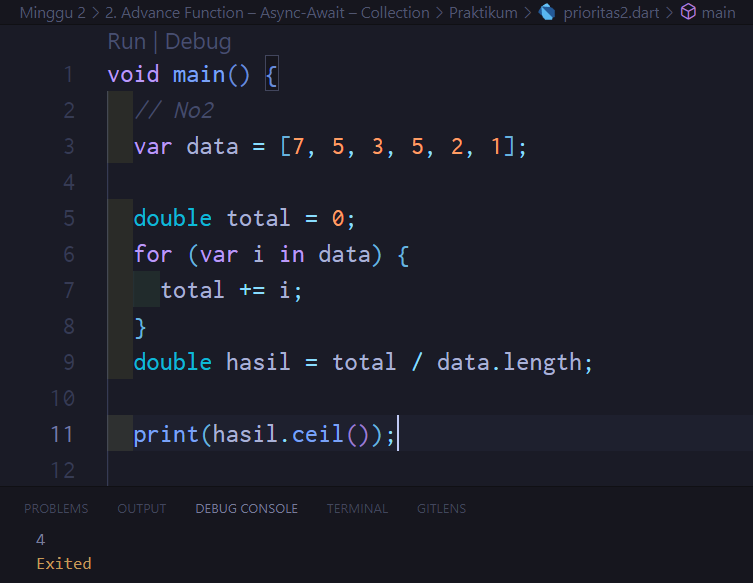 Minggu 2 > 2. Advance Function – Async-Await – Collection > Praktikum > prioritas2.dart > main
Run | Debug
1 void main() {
2 // No2
3 var data = [7, 5, 3, 5, 2, 1];
4
5 double total = 0;
6 for (var i in data) {
7 total += i;
8 }
9 double hasil = total / data.length;
10
11 print(hasil.ceil());
12
PROBLEMS OUTPUT DEBUG CONSOLE TERMINAL GITLENS
4
Exited